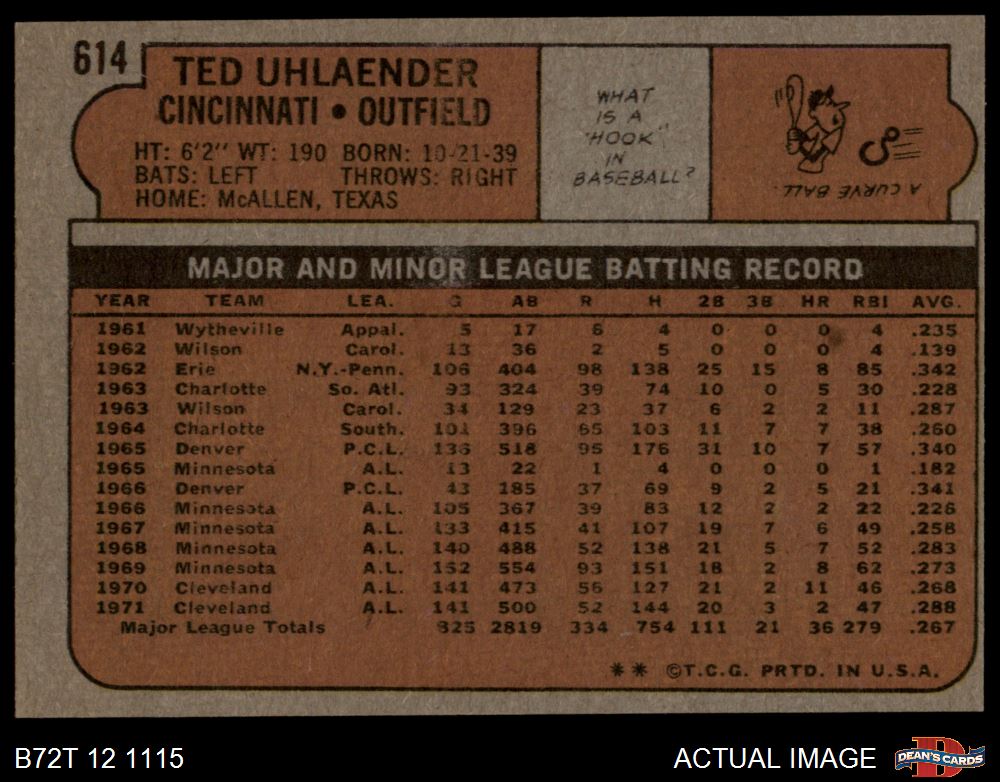 614
TED UHLAENDER
CINCINNATI • OUTFIELD
HT: 6'2" WT: 190 BORN: 10-21-39
BATS: LEFT THROWS: RIGHT
HOME: McALLEN, TEXAS
WHAT
IS A
"HOOK"
IN
BASEBALL?
A CURVE BALL.
MAJOR AND MINOR LEAGUE BATTING RECORD
YEAR TEAM LEA. G AB R H 2B 3B HR RBI AVG.
1961 Wytheville Appal. 5 17 6 4 0 0 0 4 .235
1962 Wilson Carol. 13 36 2 5 0 0 0 4 .139
1962 Erie N.Y.-Penn. 106 404 98 138 25 15 8 85 .342
1963 Charlotte So. Atl. 93 324 39 74 10 0 5 30 .228
1963 Wilson Carol. 34 129 23 37 6 2 2 11 .287
1964 Charlotte South. 101 396 65 103 11 7 7 38 .260
1965 Denver P.C.L. 136 518 95 176 31 10 7 57 .340
1965 Minnesota A.L. 13 22 1 4 0 0 0 1 .182
1966 Denver P.C.L. 43 185 37 69 9 2 5 21 .341
1966 Minnesota A.L. 105 367 39 83 12 2 2 22 .226
1967 Minnesota A.L. 133 415 41 107 19 7 6 49 .258
1968 Minnesota A.L. 140 488 52 138 21 5 7 52 .283
1969 Minnesota A.L. 152 554 93 151 18 2 8 62 .273
1970 Cleveland A.L. 141 473 56 127 21 2 11 46 .268
1971 Cleveland A.L. 141 500 52 144 20 3 2 47 .288
Major League Totals 825 2819 334 754 111 21 36 279 .267
** ©T.C.G. PRTD. IN U.S.A.
B72T 12 1115
ACTUAL IMAGE
D
DEAN'S CARDS